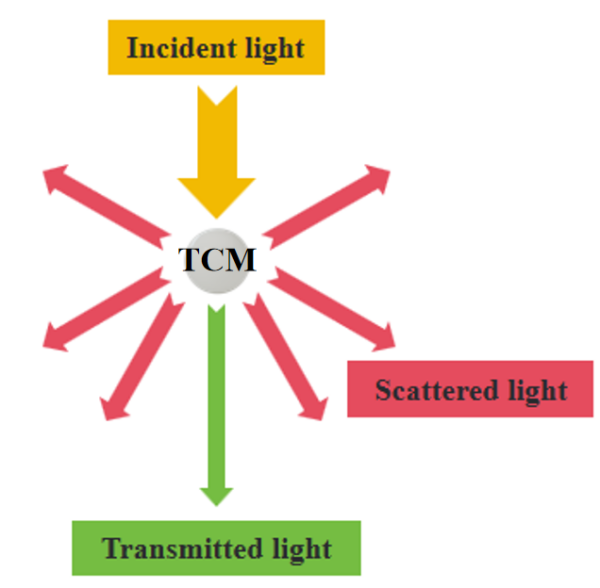 Incident light
TCM
Scattered light
Transmitted light